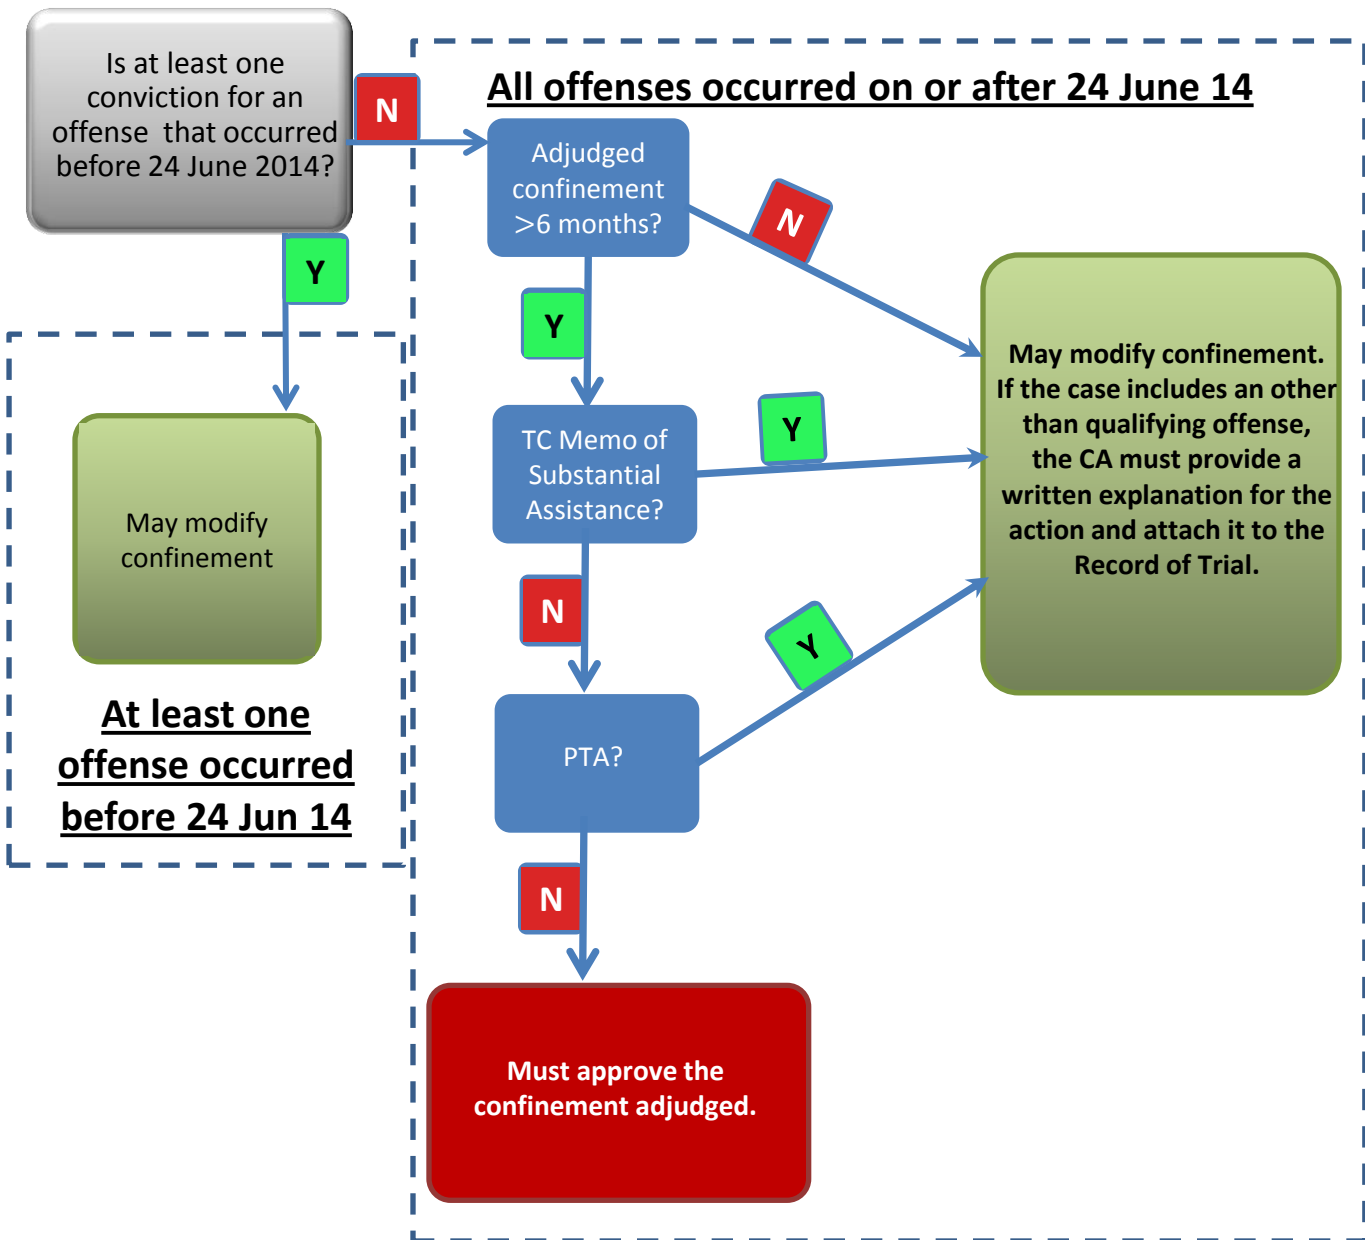 Is at least one
conviction for an
offense that occurred
before 24 June 2014?
N
Y
May modify
confinement
At least one
offense occurred
before 24 Jun 14
All offenses occurred on or after 24 June 14
Adjudged
confinement
>6 months?
N
Y
TC Memo of
Substantial
Assistance?
Y
N
PTA?
Y
N
May modify confinement.
If the case includes an other
than qualifying offense,
the CA must provide a
written explanation for the
action and attach it to the
Record of Trial.
Must approve the
confinement adjudged.